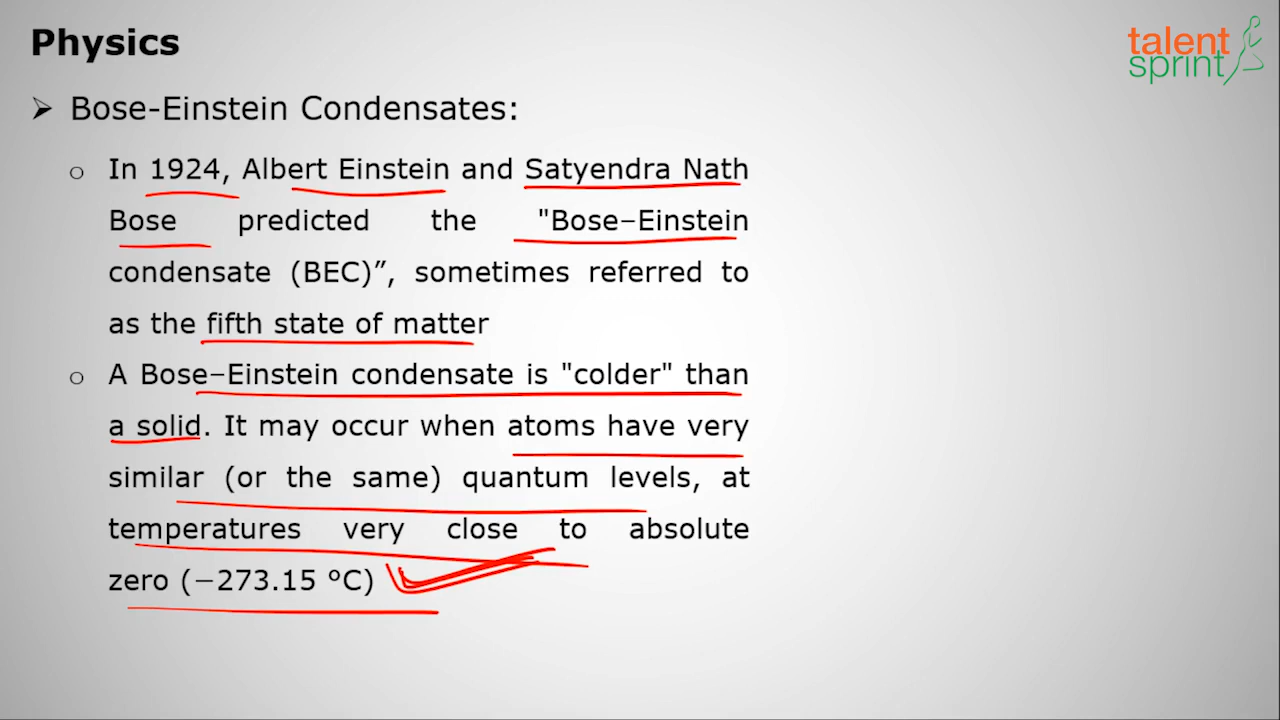 Physics
talent
sprint
➢ Bose-Einstein Condensates:
o In 1924, Albert Einstein and Satyendra Nath
Bose predicted the "Bose–Einstein
condensate (BEC)”, sometimes referred to
as the fifth state of matter
o A Bose–Einstein condensate is "colder" than
a solid. It may occur when atoms have very
similar (or the same) quantum levels, at
temperatures very close to absolute
zero (−273.15 °C)